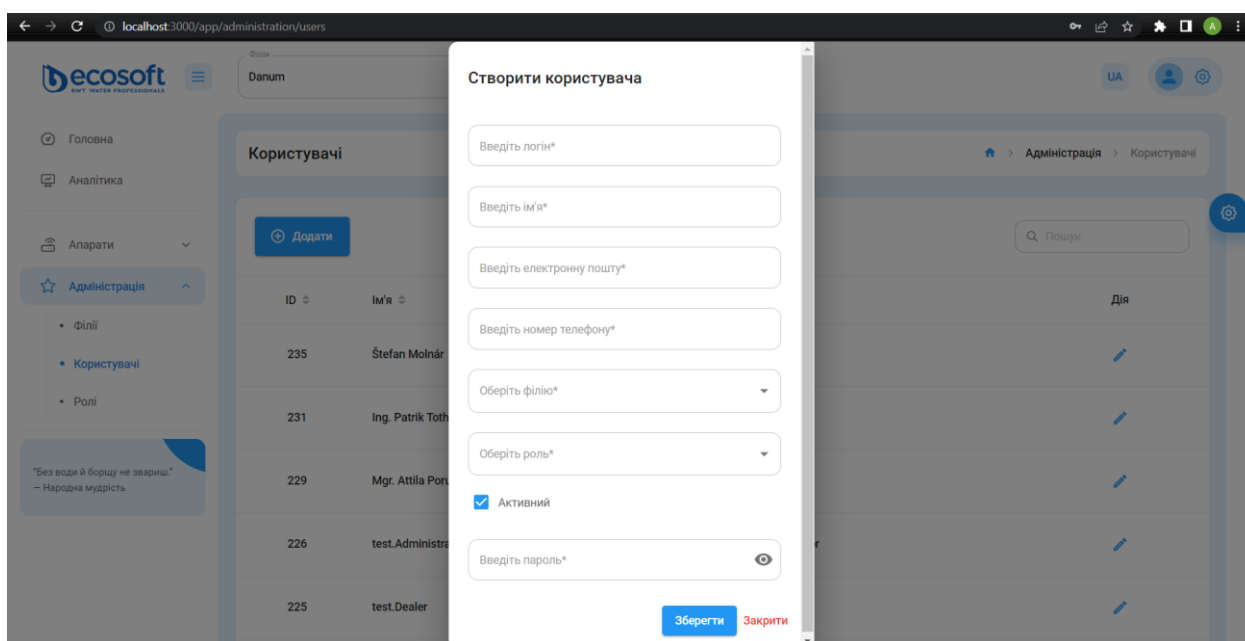 localhost:3000/app/administration/users
A
ecosoft
BWT WATER PROFESSIONALS
Філія
Danum
UA
Головна
Аналітика
Апарати
Адміністрація
Філії
Користувачі
Ролі
"Без води й борщу не звариш."
— Народна мудрість
Користувачі
Адміністрація > Користувачі
Додати
Пошук
ID Ім'я Дія
235 Štefan Molnár
231 Ing. Patrik Toth
229 Mgr. Attila
226
225 test.Dealer
Створити користувача
Введіть логін*
Введіть ім'я*
Введіть електронну пошту*
Введіть номер телефону*
Оберіть філію*
Оберіть роль*
Активний
Введіть пароль*
Зберегти Закрити